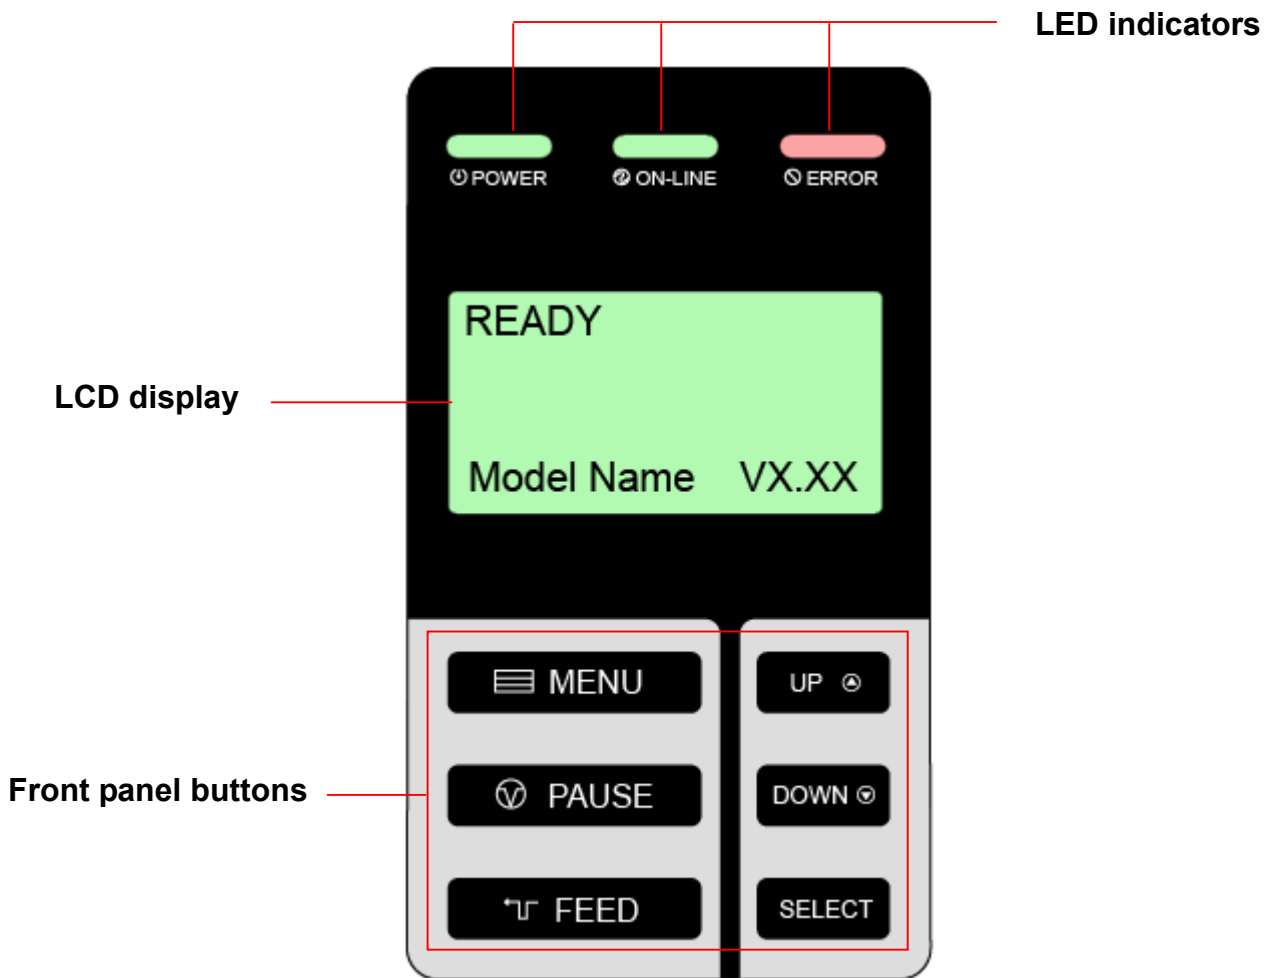 LED indicators
POWER ON-LINE ERROR
READY
LCD display
Model Name VX.XX
MENU UP
Front panel buttons
PAUSE DOWN
FEED SELECT